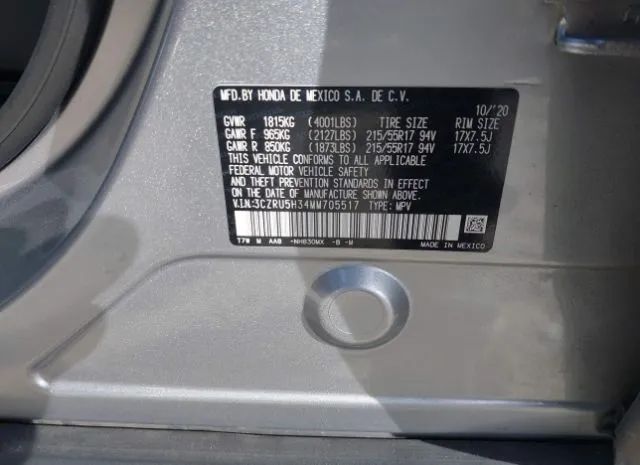 MFD.BY HONDA DE MEXICO S.A. DE C.V.
10/'20
GVWR 1815KG (4001LBS) TIRE SIZE RIM SIZE
GAWR F 965KG (2127LBS) 215/55R17 94V 17X7.5J
GAWR R 850KG (1873LBS) 215/55R17 94V 17X7.5J
THIS VEHICLE CONFORMS TO ALL APPLICABLE
FEDERAL MOTOR VEHICLE SAFETY
STANDARDS IN EFFECT ON THE
DATE OF MANUFACTURE SHOWN ABOVE.
V.I.N:3CZRU5H34MM705517 TYPE: MPV
T7W M AAB -NH830MX -B -M MADE IN MEXICO